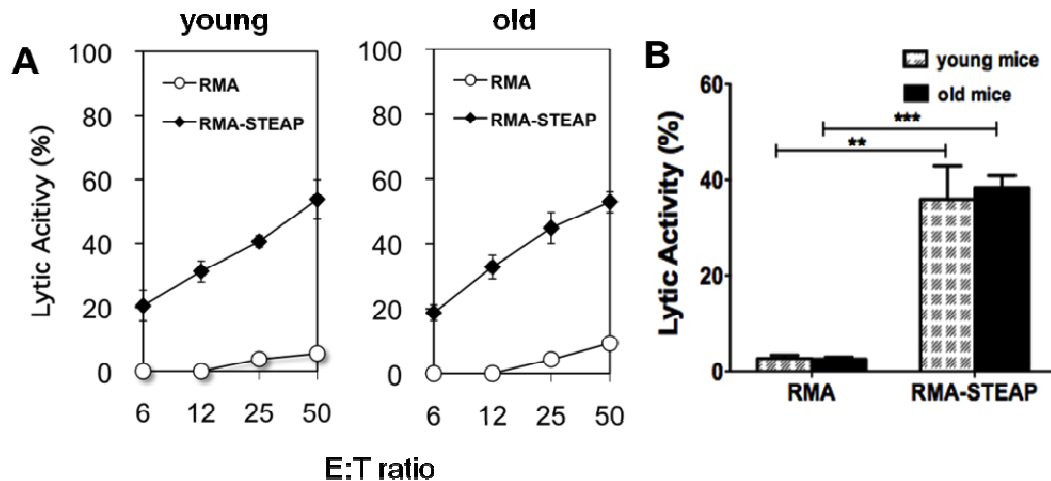 A
young
100
80
60
40
20
0
RMA
RMA-STEAP
Lytic Acitivy (%)
6 12 25 50
old
100
80
60
40
20
0
RMA
RMA-STEAP
6 12 25 50
E:T ratio
B
young mice
old mice
60
40
20
0
Lytic Activity (%)
**
***
RMA RMA-STEAP